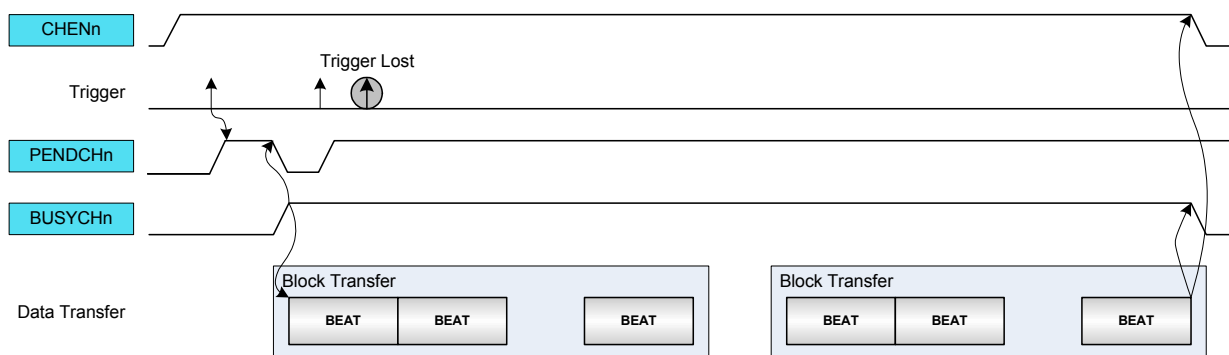 CHENn
Trigger Lost
Trigger
PENDCHn
BUSYCHn
Block Transfer
Block Transfer
Data Transfer
BEAT
BEAT
BEAT
BEAT
BEAT
BEAT